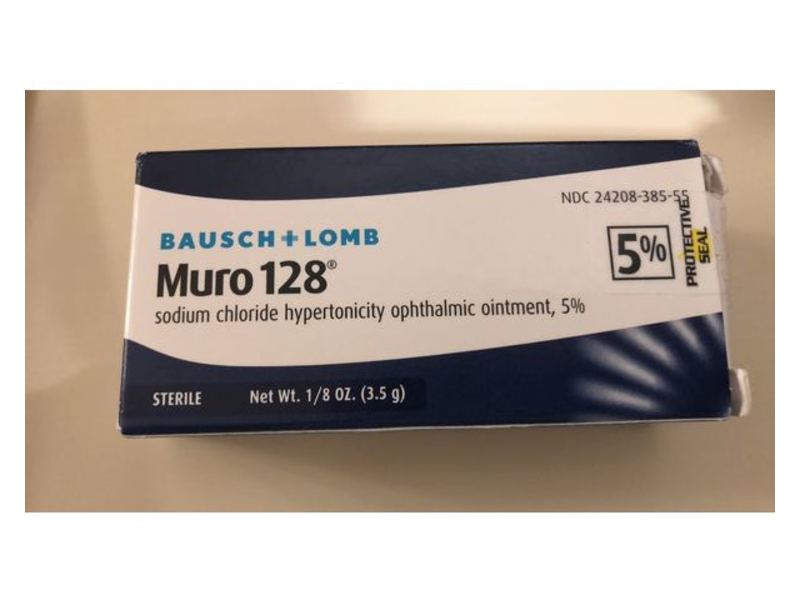 NDC 24208-385-55
BAUSCH + LOMB
Muro 128®
5%
PROTECTIVE
SEAL
sodium chloride hypertonicity ophthalmic ointment, 5%
STERILE
Net Wt. 1/8 OZ. (3.5 g)